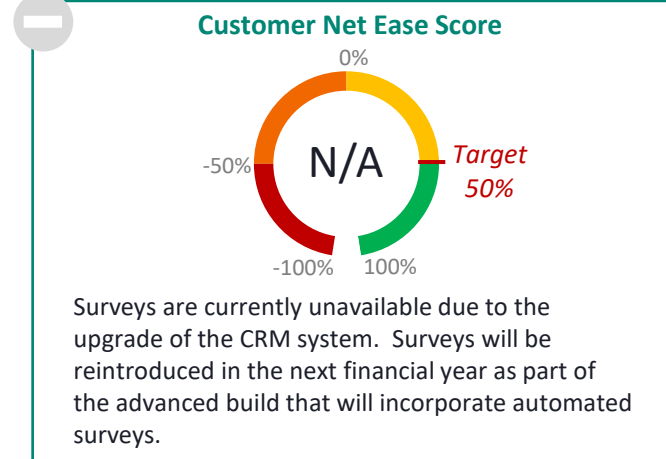 Customer Net Ease Score
0%
-50%
N/A
Target
50%
-100%
100%
Surveys are currently unavailable due to the
upgrade of the CRM system.  Surveys will be
reintroduced in the next financial year as part of
the advanced build that will incorporate automated
surveys.